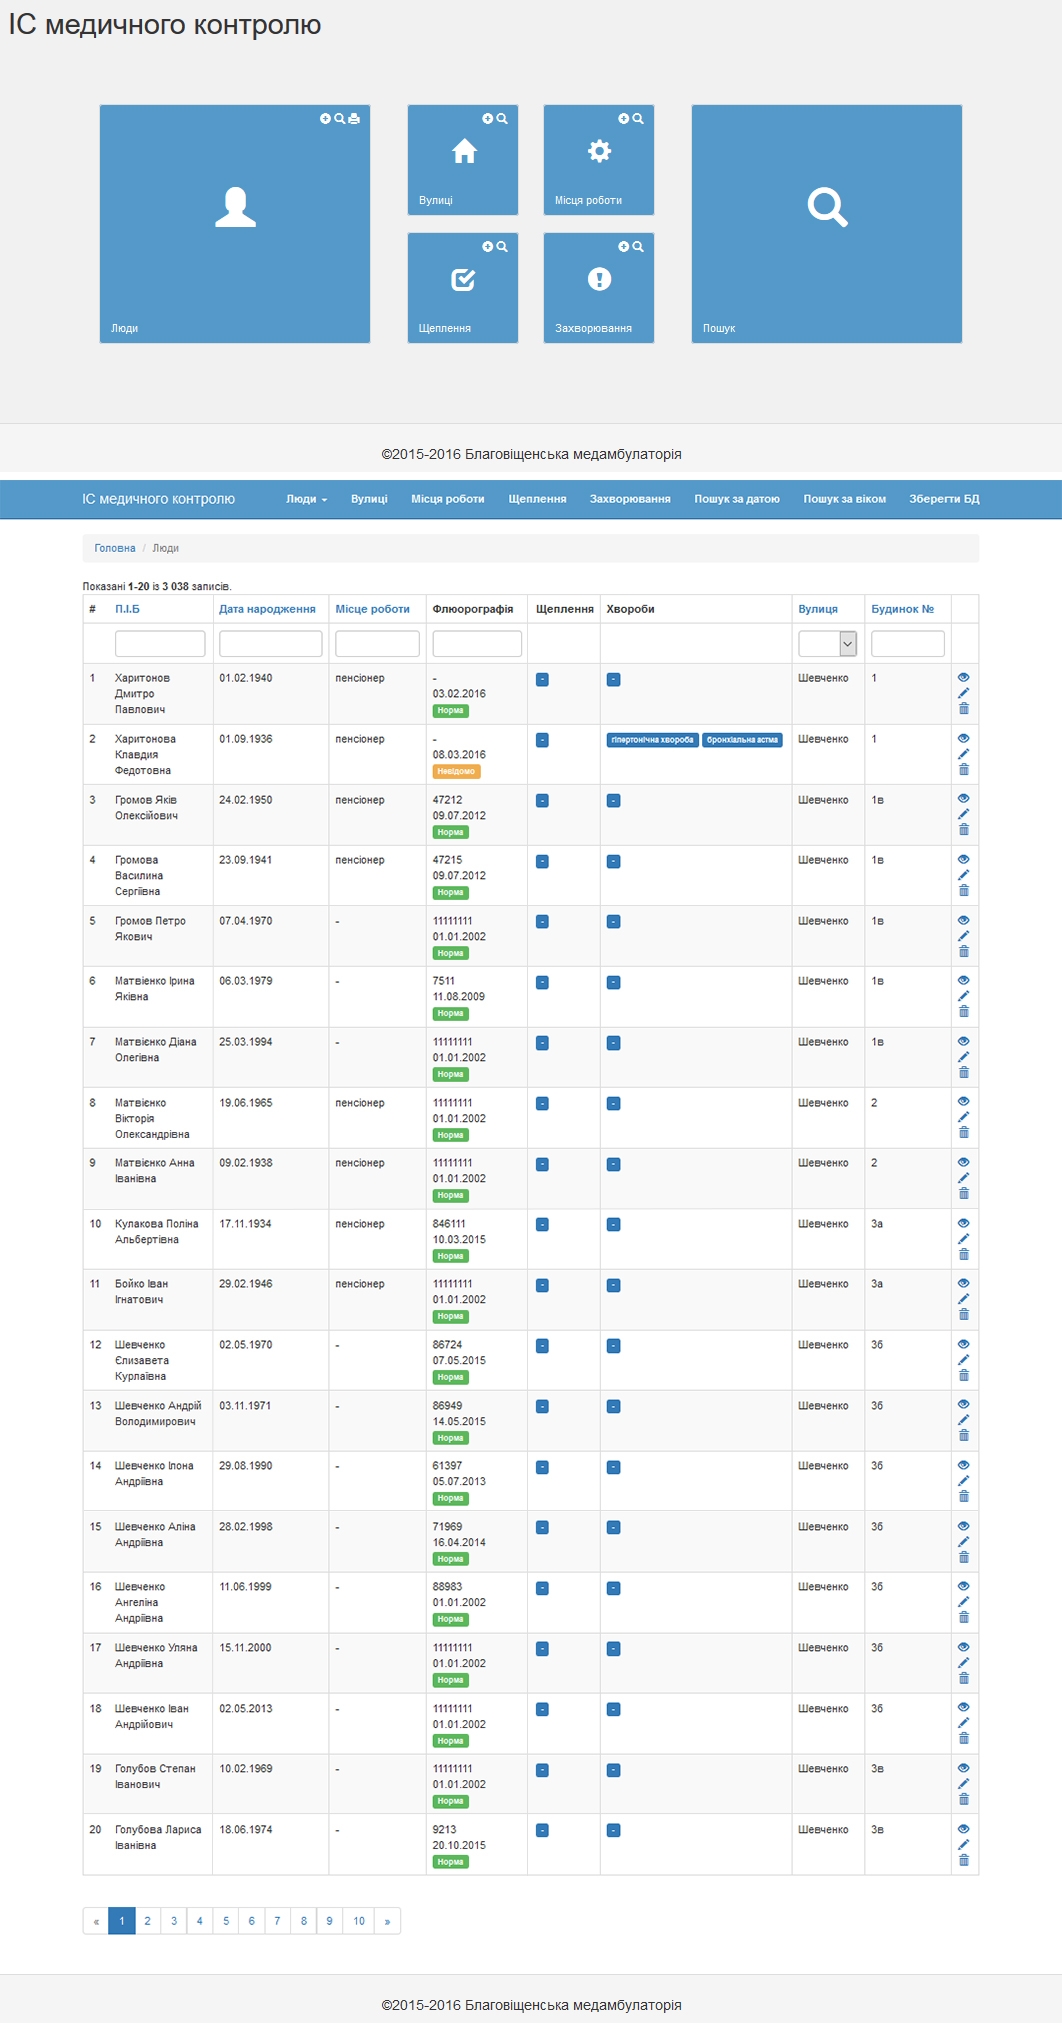 ІС медичного контролю
Люди
Вулиці
Місця роботи
Щеплення
Захворювання
Пошук
©2015-2016 Благовіщенська медамбулаторія
ІС медичного контролю Люди Вулиці Місця роботи Щеплення Захворювання Пошук за датою Пошук за віком Зберегти БД
Головна / Люди
Показані 1-20 із 3 038 записів.
# П.І.Б Дата народження Місце роботи Флюорографія Щеплення Хвороби Вулиця Будинок №
1 Харитонов 01.02.1940 пенсіонер - - - Шевченко 1
Дмитро 03.02.2016
Павлович Норма
2 Харитонова 01.09.1936 пенсіонер - - гіпертонічна хвороба бронхіальна астма Шевченко 1
Клавдия 08.03.2016
Федотовна Невідомо
3 Громов Яків 24.02.1950 пенсіонер 47212 - - Шевченко 1в
Олексійович 09.07.2012
Норма
4 Громова 23.09.1941 пенсіонер 47215 - - Шевченко 1в
Василина 09.07.2012
Сергіївна Норма
5 Громов Петро 07.04.1970 - 11111111 - - Шевченко 1в
Якович 01.01.2002
Норма
6 Матвієнко Ірина 06.03.1979 - 7511 - - Шевченко 1в
Яківна 11.08.2009
Норма
7 Матвієнко Діана 25.03.1994 - 11111111 - - Шевченко 1в
Олегівна 01.01.2002
Норма
8 Матвієнко 19.06.1965 пенсіонер 11111111 - - Шевченко 2
Вікторія 01.01.2002
Олександрівна Норма
9 Матвієнко Анна 09.02.1938 пенсіонер 11111111 - - Шевченко 2
Іванівна 01.01.2002
Норма
10 Кулакова Поліна 17.11.1934 пенсіонер 846111 - - Шевченко 3а
Альбертівна 10.03.2015
Норма
11 Бойко Іван 29.02.1946 пенсіонер 11111111 - - Шевченко 3а
Ігнатович 01.01.2002
Норма
12 Шевченко 02.05.1970 - 86724 - - Шевченко 3б
Єлизавета 07.05.2015
Курлаївна Норма
13 Шевченко Андрій 03.11.1971 - 86949 - - Шевченко 3б
Володимирович 14.05.2015
Норма
14 Шевченко Ілона 29.08.1990 - 61397 - - Шевченко 3б
Андріївна 05.07.2013
Норма
15 Шевченко Аліна 28.02.1998 - 71969 - - Шевченко 3б
Андріївна 16.04.2014
Норма
16 Шевченко 11.06.1999 - 88983 - - Шевченко 3б
Ангеліна 01.01.2002
Андріївна Норма
17 Шевченко Уляна 15.11.2000 - 11111111 - - Шевченко 3б
Андріївна 01.01.2002
Норма
18 Шевченко Іван 02.05.2013 - 11111111 - - Шевченко 3б
Андрійович 01.01.2002
Норма
19 Голубов Степан 10.02.1969 - 11111111 - - Шевченко 3в
Іванович 01.01.2002
Норма
20 Голубова Лариса 18.06.1974 - 9213 - - Шевченко 3в
Іванівна 20.10.2015
Норма
« 1 2 3 4 5 6 7 8 9 10 »
©2015-2016 Благовіщенська медамбулаторія